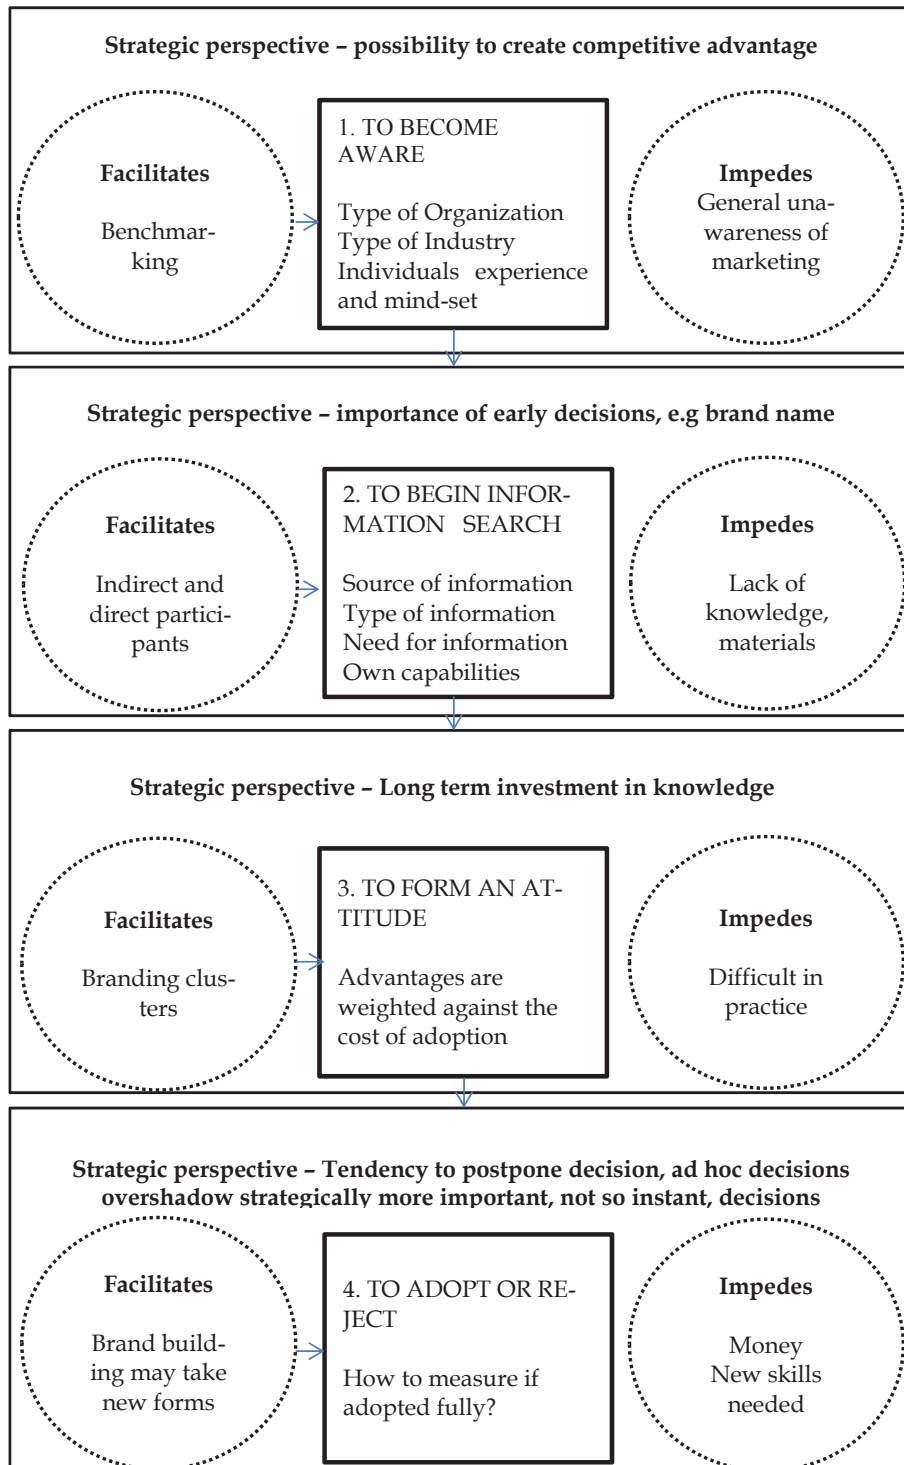 Strategic perspective – possibility to create competitive advantage
Facilitates
Benchmar-
king
1. TO BECOME
AWARE
Type of Organization
Type of Industry
Individuals experience
and mind-set
Impedes
General una-
wareness of
marketing
Strategic perspective – importance of early decisions, e.g brand name
Facilitates
Indirect and
direct partici-
pants
2. TO BEGIN INFOR-
MATION SEARCH
Source of information
Type of information
Need for information
Own capabilities
Impedes
Lack of
knowledge,
materials
Strategic perspective – Long term investment in knowledge
Facilitates
Branding clus-
ters
3. TO FORM AN AT-
TITUDE
Advantages are
weighted against the
cost of adoption
Impedes
Difficult in
practice
Strategic perspective – Tendency to postpone decision, ad hoc decisions
overshadow strategically more important, not so instant, decisions
Facilitates
Brand build-
ing may take
new forms
4. TO ADOPT OR RE-
JECT
How to measure if
adopted fully?
Impedes
Money
New skills
needed